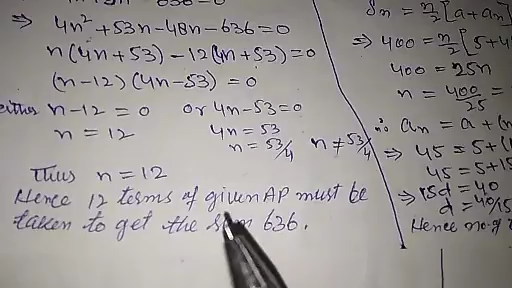 ⇒ 4n² + 53n - 48n - 636 = 0
n(4n + 53) - 12(4n + 53) = 0
(n - 12) (4n - 53) = 0
either n - 12 = 0 or 4n - 53 = 0
n = 12 4n = 53
n = 53/4 n ≠ 53/4
Thus n = 12
Hence 12 terms of given AP must be
taken to get the sum 636.
Sn = n/2 [a + an]
⇒ 400 = n/2 [5 + 4
400 = 25n
n = 400/25 =
∴ an = a + (n
⇒ 45 = 5 + (
45 = 5 + 15
⇒ 15d = 40
d = 40/15
Hence no. of